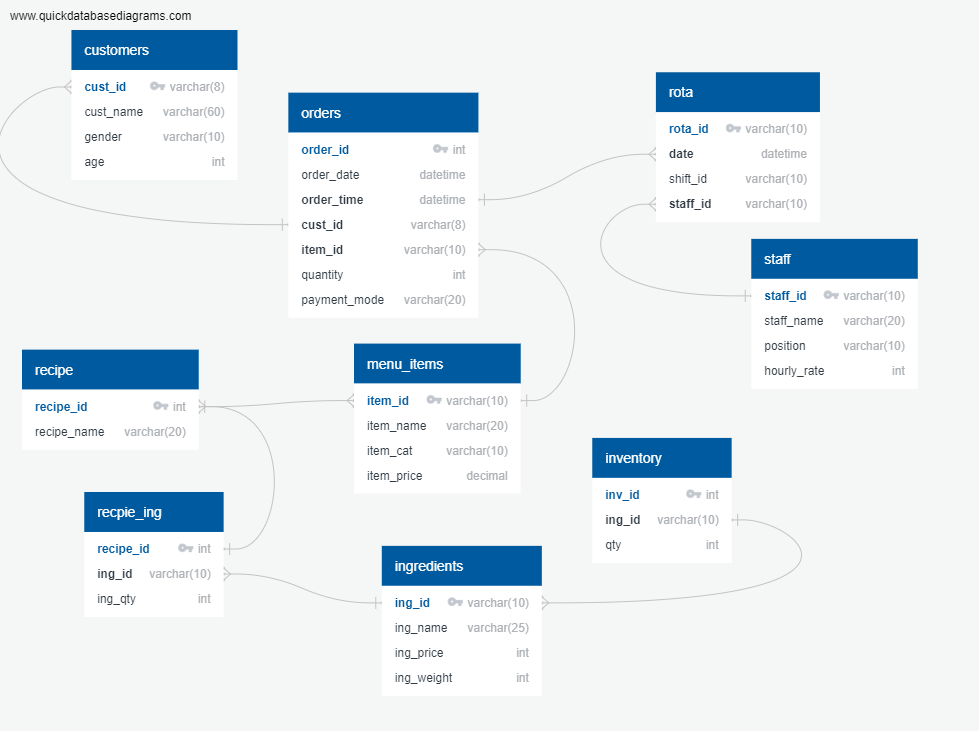 www.quickdatabasediagrams.com
customers
cust_id varchar(8)
cust_name varchar(60)
gender varchar(10)
age int
orders
order_id int
order_date datetime
order_time datetime
cust_id varchar(8)
item_id varchar(10)
quantity int
payment_mode varchar(20)
rota
rota_id varchar(10)
date datetime
shift_id varchar(10)
staff_id varchar(10)
staff
staff_id varchar(10)
staff_name varchar(20)
position varchar(10)
hourly_rate int
recipe
recipe_id int
recipe_name varchar(20)
menu_items
item_id varchar(10)
item_name varchar(20)
item_cat varchar(10)
item_price decimal
inventory
inv_id int
ing_id varchar(10)
qty int
recpie_ing
recipe_id int
ing_id varchar(10)
ing_qty int
ingredients
ing_id varchar(10)
ing_name varchar(25)
ing_price int
ing_weight int